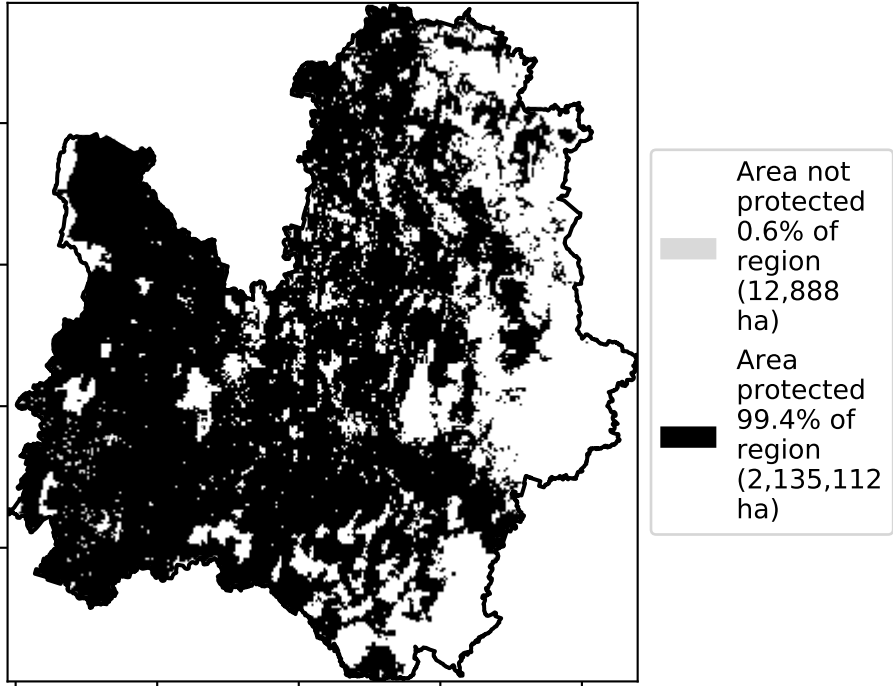 Area not
protected
0.6% of
region
(12,888
ha)
Area
protected
99.4% of
region
(2,135,112
ha)